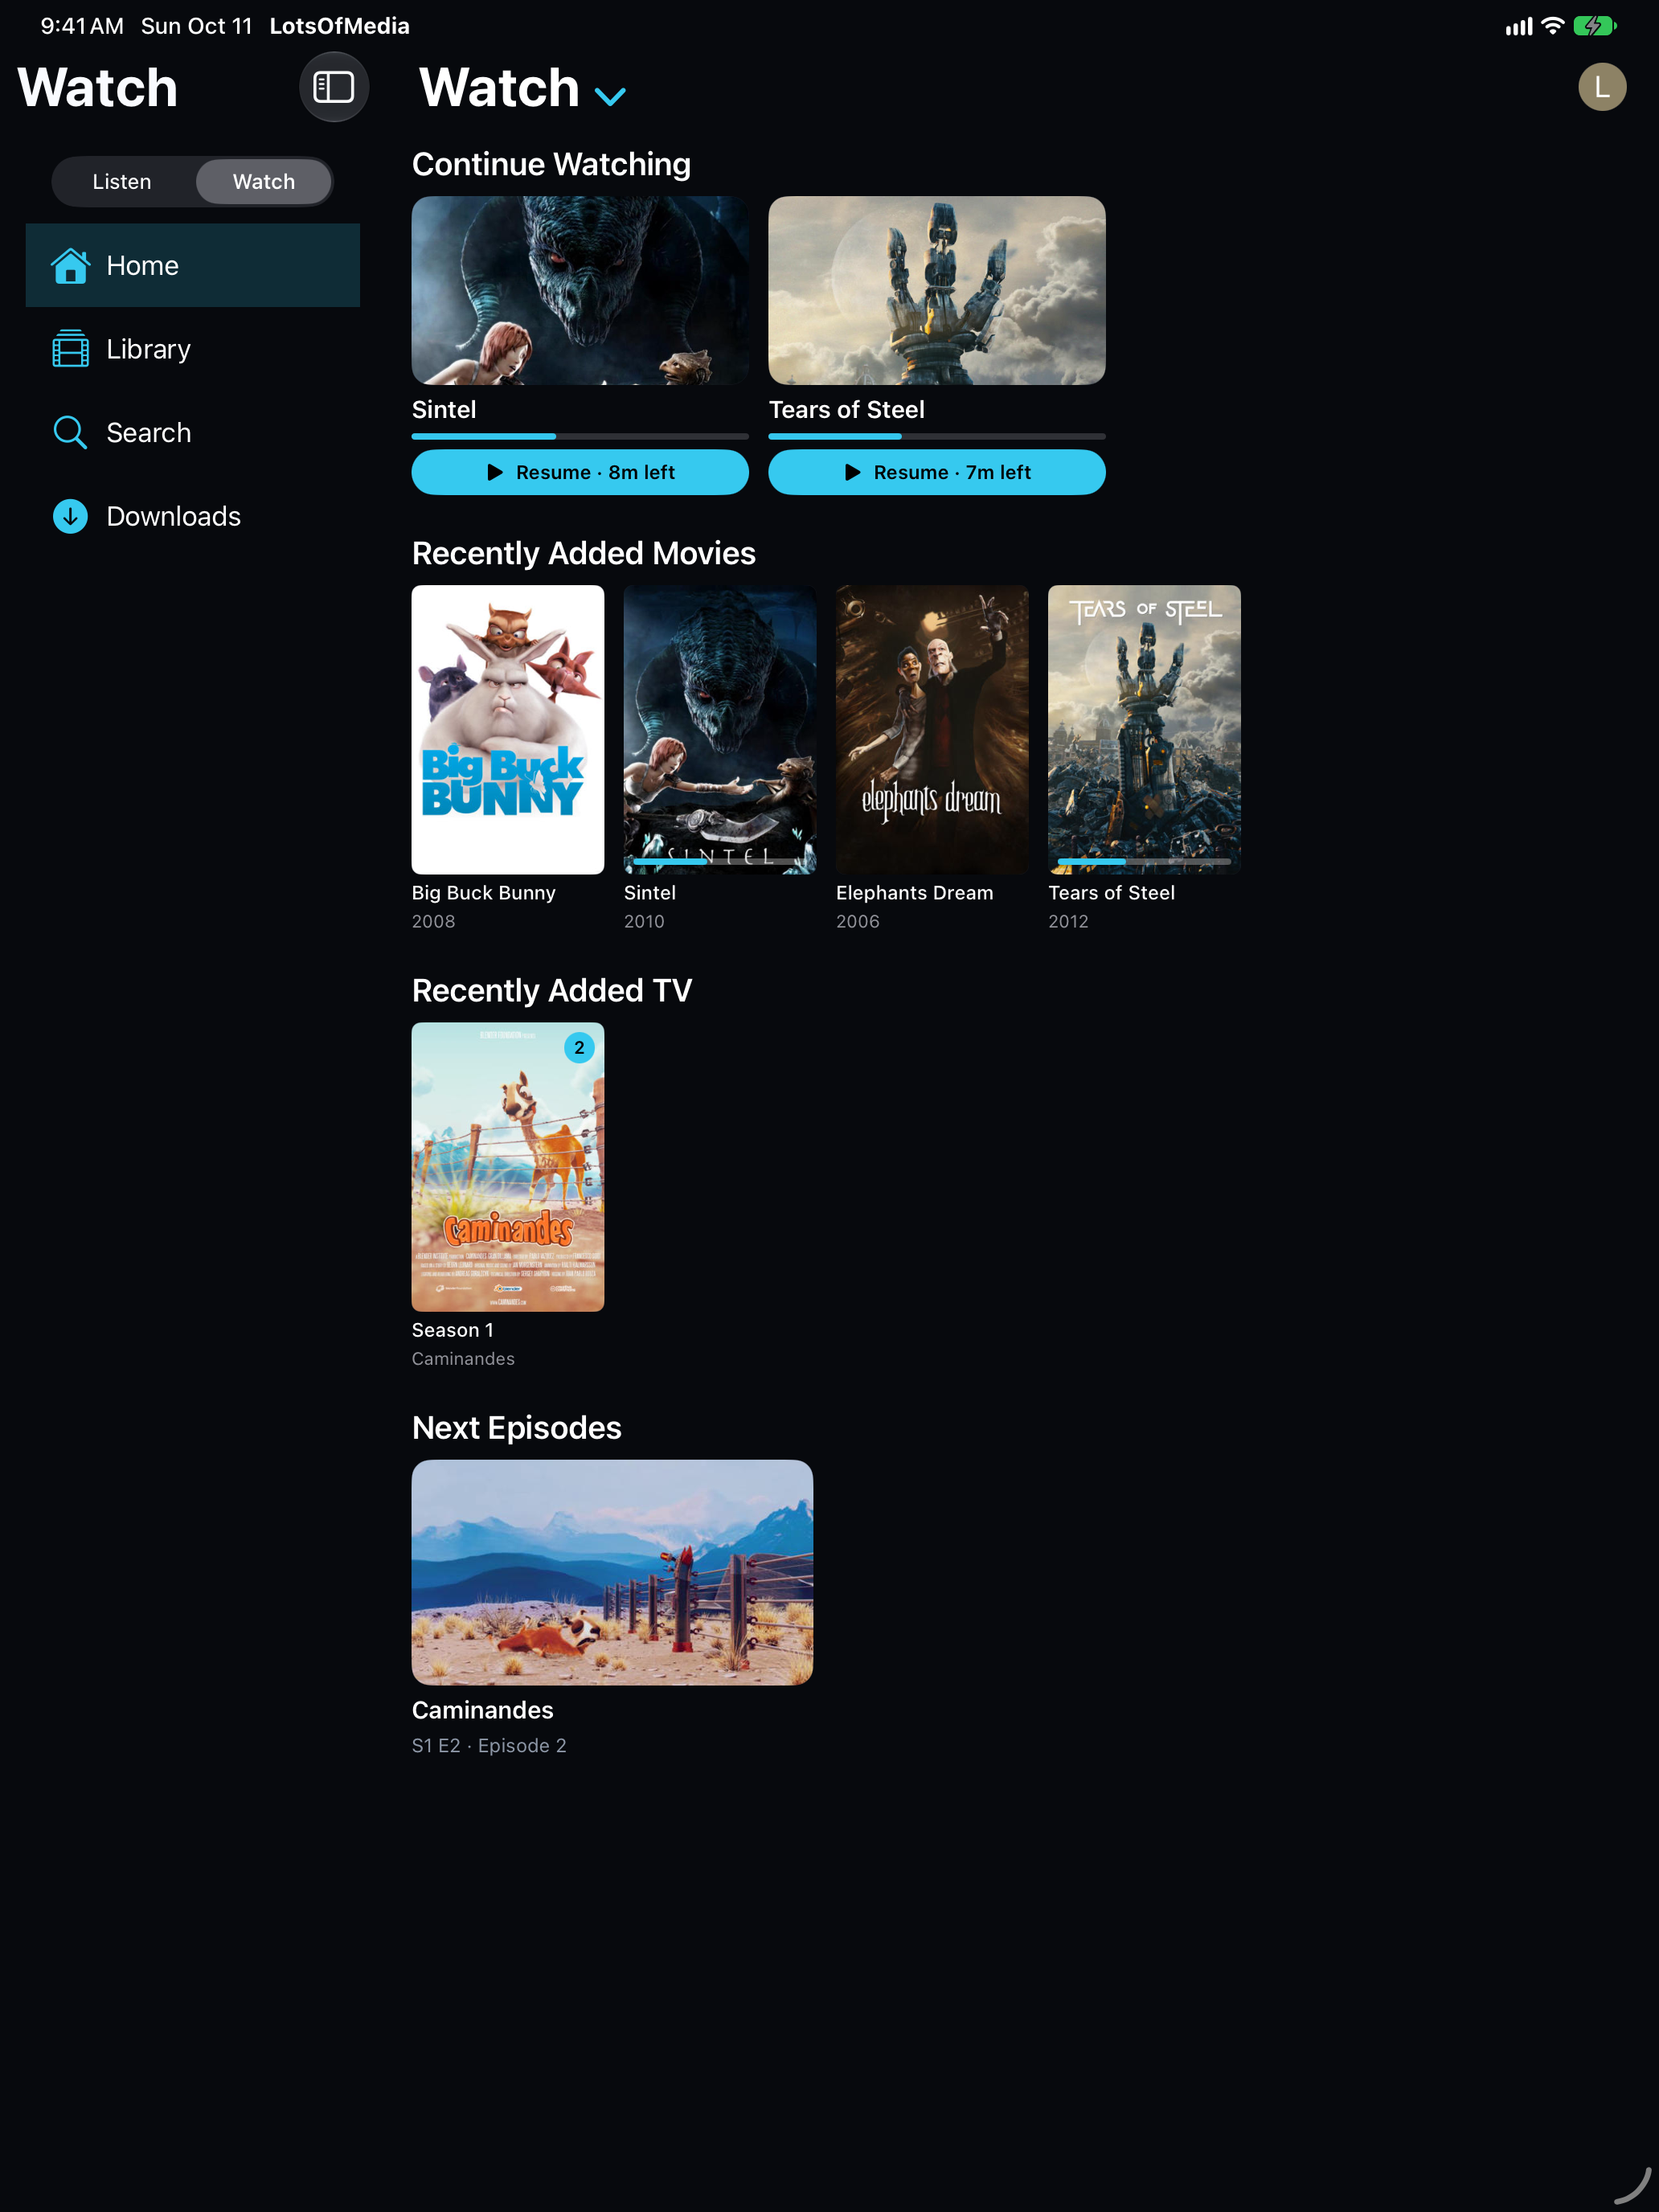 9:41 AM Sun Oct 11 LotsOfMedia
Watch
Watch
L
Listen
Watch
Home
Library
Search
Downloads
Continue Watching
Sintel
Tears of Steel
Resume · 8m left
Resume · 7m left
Recently Added Movies
Big Buck
BUNNY
SINTEL
elephants dream
TEARS OF STEEL
Big Buck Bunny
2008
Sintel
2010
Elephants Dream
2006
Tears of Steel
2012
Recently Added TV
2
Caminandes
Season 1
Caminandes
Next Episodes
Caminandes
S1 E2 · Episode 2